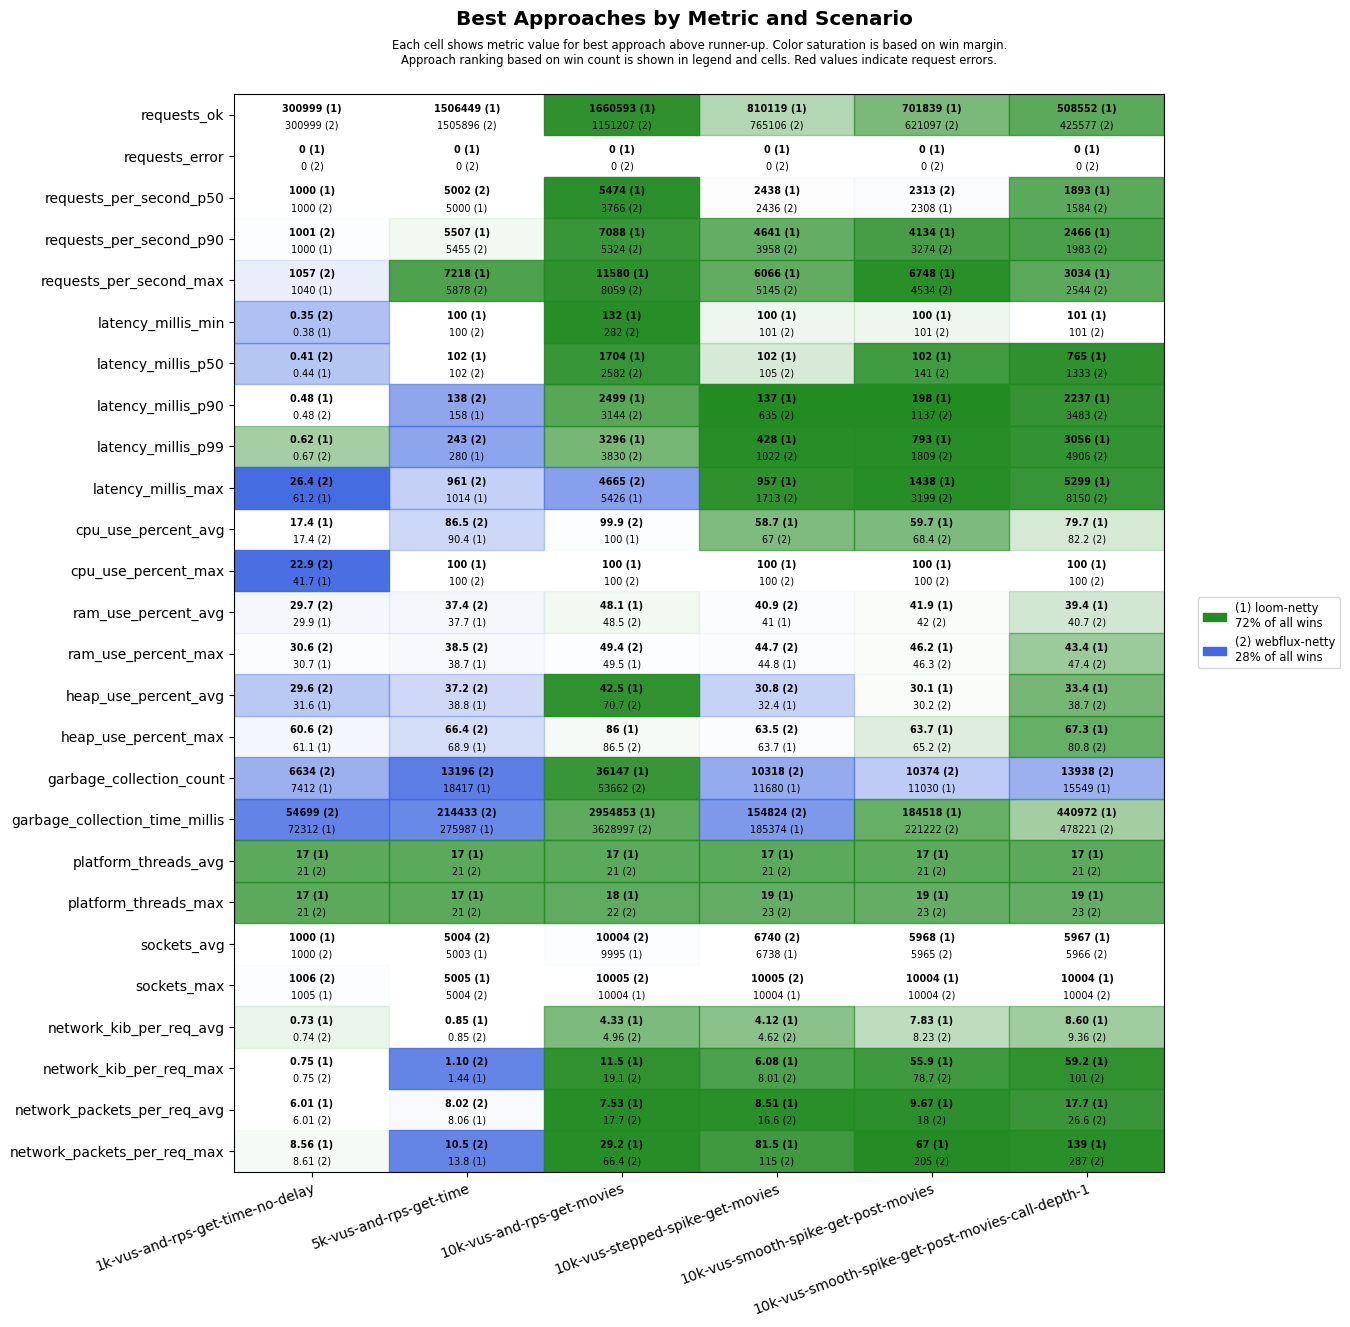 Best Approaches by Metric and Scenario
Each cell shows metric value for best approach above runner-up. Color saturation is based on win margin.
Approach ranking based on win count is shown in legend and cells. Red values indicate request errors.
requests_ok
300999 (1) 1506449 (1) 1660593 (1) 810119 (1) 701839 (1) 508552 (1)
300999 (2) 1505896 (2) 1151207 (2) 765106 (2) 621097 (2) 425577 (2)
requests_error
0 (1) 0 (1) 0 (1) 0 (1) 0 (1) 0 (1)
0 (2) 0 (2) 0 (2) 0 (2) 0 (2) 0 (2)
requests_per_second_p50
1000 (1) 5002 (2) 5474 (1) 2438 (1) 2313 (2) 1893 (1)
1000 (2) 5000 (1) 3766 (2) 2436 (2) 2308 (1) 1584 (2)
requests_per_second_p90
1001 (2) 5507 (1) 7088 (1) 4641 (1) 4134 (1) 2466 (1)
1000 (1) 5455 (2) 5324 (2) 3958 (2) 3274 (2) 1983 (2)
requests_per_second_max
1057 (2) 7218 (1) 11580 (1) 6066 (1) 6748 (1) 3034 (1)
1040 (1) 5878 (2) 8059 (2) 5145 (2) 4534 (2) 2544 (2)
latency_millis_min
0.35 (2) 100 (1) 132 (1) 100 (1) 100 (1) 101 (1)
0.38 (1) 100 (2) 282 (2) 101 (2) 101 (2) 101 (2)
latency_millis_p50
0.41 (2) 102 (1) 1704 (1) 102 (1) 102 (1) 765 (1)
0.44 (1) 102 (2) 2582 (2) 105 (2) 141 (2) 1333 (2)
latency_millis_p90
0.48 (1) 138 (2) 2499 (1) 137 (1) 198 (1) 2237 (1)
0.48 (2) 158 (1) 3144 (2) 635 (2) 1137 (2) 3483 (2)
latency_millis_p99
0.62 (1) 243 (2) 3296 (1) 428 (1) 793 (1) 3056 (1)
0.67 (2) 280 (1) 3830 (2) 1022 (2) 1809 (2) 4906 (2)
latency_millis_max
26.4 (2) 961 (2) 4665 (2) 957 (1) 1438 (1) 5299 (1)
61.2 (1) 1014 (1) 5426 (1) 1713 (2) 3199 (2) 8150 (2)
cpu_use_percent_avg
17.4 (1) 86.5 (2) 99.9 (2) 58.7 (1) 59.7 (1) 79.7 (1)
17.4 (2) 90.4 (1) 100 (1) 67 (2) 68.4 (2) 82.2 (2)
cpu_use_percent_max
22.9 (2) 100 (1) 100 (1) 100 (1) 100 (1) 100 (1)
41.7 (1) 100 (2) 100 (2) 100 (2) 100 (2) 100 (2)
ram_use_percent_avg
29.7 (2) 37.4 (2) 48.1 (1) 40.9 (2) 41.9 (1) 39.4 (1)
29.9 (1) 37.7 (1) 48.5 (2) 41 (1) 42 (2) 40.7 (2)
ram_use_percent_max
30.6 (2) 38.5 (2) 49.4 (1) 44.7 (2) 46.2 (1) 43.4 (1)
30.7 (1) 38.7 (1) 49.5 (2) 44.8 (1) 46.3 (2) 47.4 (2)
heap_use_percent_avg
29.6 (2) 37.2 (2) 42.5 (1) 30.8 (2) 30.1 (1) 33.4 (1)
31.6 (1) 38.8 (1) 70.7 (2) 32.4 (1) 30.2 (2) 38.7 (2)
heap_use_percent_max
60.6 (2) 66.4 (2) 86 (1) 63.5 (2) 63.7 (1) 67.3 (1)
61.1 (1) 68.9 (1) 86.5 (2) 63.7 (1) 65.2 (2) 80.8 (2)
garbage_collection_count
6634 (2) 13196 (2) 36147 (1) 10318 (2) 10374 (2) 13938 (2)
7412 (1) 18417 (1) 53662 (2) 11680 (1) 11030 (1) 15549 (1)
garbage_collection_time_millis
54699 (2) 214433 (2) 2954853 (1) 154824 (2) 184518 (1) 440972 (1)
72312 (1) 275987 (1) 3628997 (2) 185374 (1) 221222 (2) 478221 (2)
platform_threads_avg
17 (1) 17 (1) 17 (1) 17 (1) 17 (1) 17 (1)
21 (2) 21 (2) 21 (2) 21 (2) 21 (2) 21 (2)
platform_threads_max
17 (1) 17 (1) 18 (1) 19 (1) 19 (1) 19 (1)
21 (2) 21 (2) 22 (2) 23 (2) 23 (2) 23 (2)
sockets_avg
1000 (1) 5004 (2) 10004 (2) 6740 (2) 5968 (1) 5967 (1)
1000 (2) 5003 (1) 9995 (1) 6738 (1) 5965 (2) 5966 (2)
sockets_max
1006 (2) 5005 (1) 10005 (2) 10005 (2) 10004 (1) 10004 (1)
1005 (1) 5004 (2) 10004 (1) 10004 (1) 10004 (2) 10004 (2)
network_kib_per_req_avg
0.73 (1) 0.85 (1) 4.33 (1) 4.12 (1) 7.83 (1) 8.60 (1)
0.74 (2) 0.85 (2) 4.96 (2) 4.62 (2) 8.23 (2) 9.36 (2)
network_kib_per_req_max
0.75 (1) 1.10 (2) 11.5 (1) 6.08 (1) 55.9 (1) 59.2 (1)
0.75 (2) 1.44 (1) 19.1 (2) 8.01 (2) 78.7 (2) 101 (2)
network_packets_per_req_avg
6.01 (1) 8.02 (2) 7.53 (1) 8.51 (1) 9.67 (1) 17.7 (1)
6.01 (2) 8.06 (1) 17.7 (2) 16.6 (2) 18 (2) 26.6 (2)
network_packets_per_req_max
8.56 (1) 10.5 (2) 29.2 (1) 81.5 (1) 67 (1) 139 (1)
8.61 (2) 13.8 (1) 66.4 (2) 115 (2) 205 (2) 287 (2)
1k-vus-and-rps-get-time-no-delay
5k-vus-and-rps-get-time
10k-vus-and-rps-get-movies
10k-vus-stepped-spike-get-movies
10k-vus-smooth-spike-get-post-movies
10k-vus-smooth-spike-get-post-movies-call-depth-1
(1) loom-netty
72% of all wins
(2) webflux-netty
28% of all wins